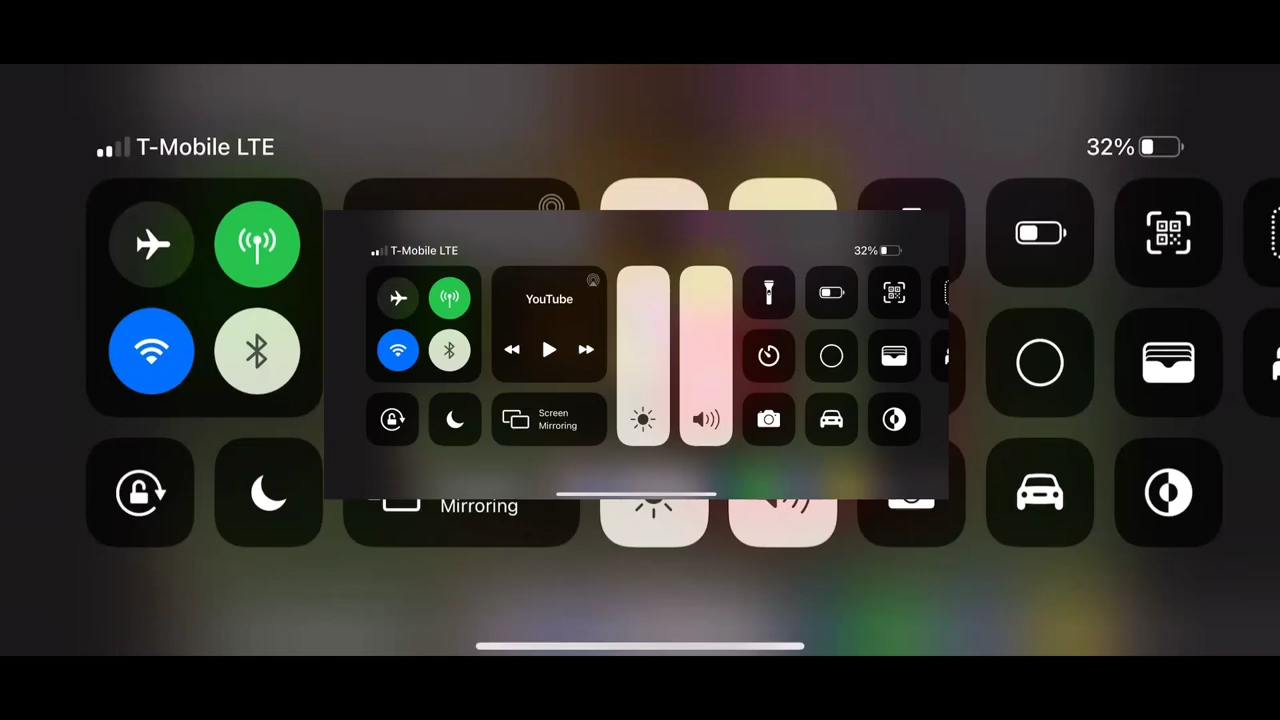 T-Mobile LTE
32%
T-Mobile LTE
32%
YouTube
Screen
Mirroring
Mirroring